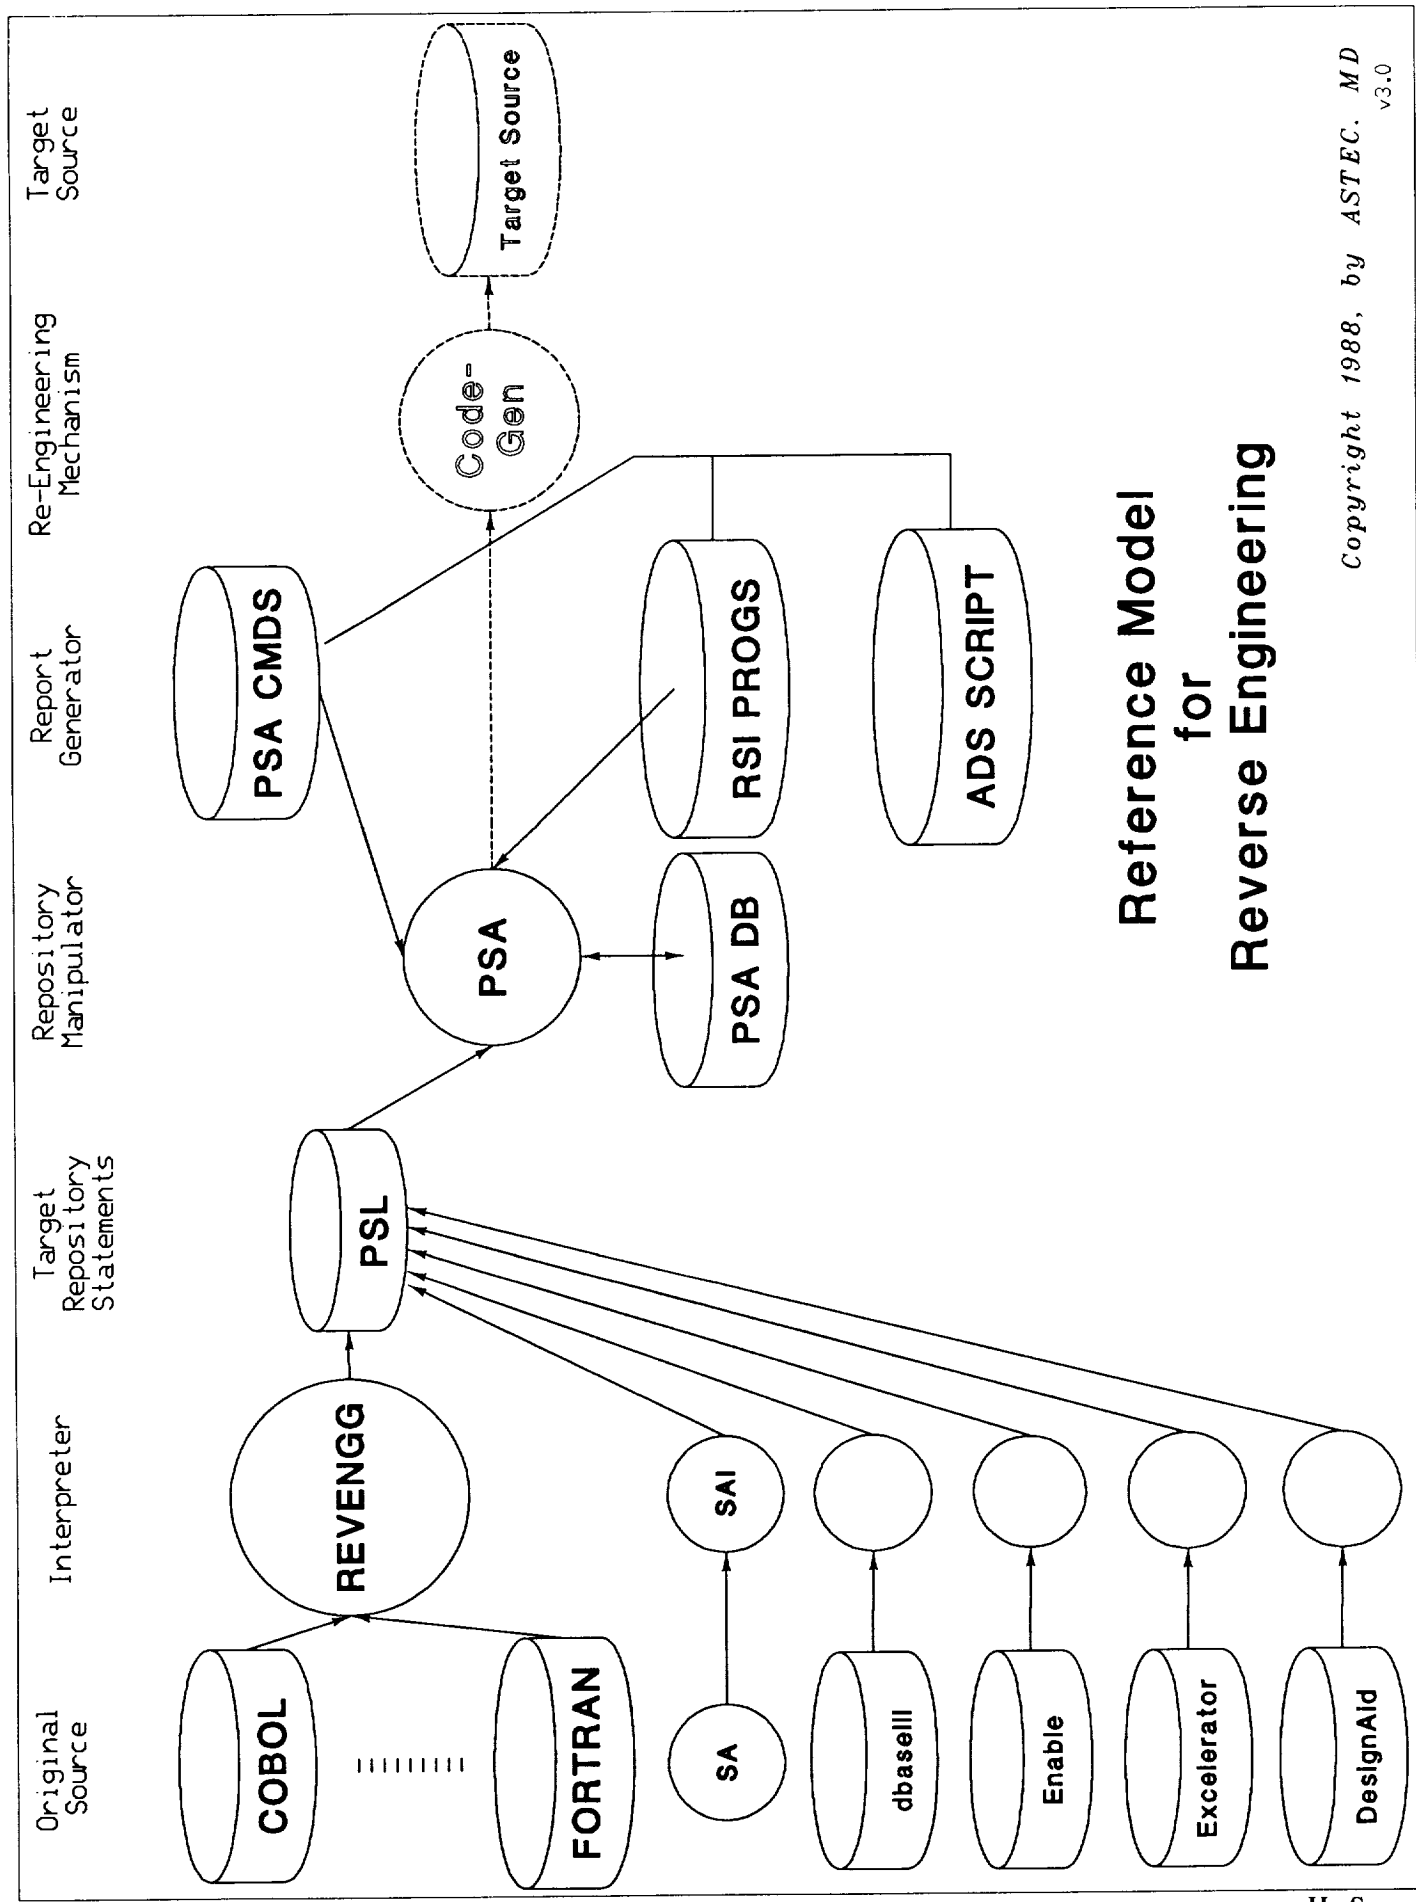 Original
Source
Interpreter
Target
Repository
Statements
Repository
Manipulator
Report
Generator
Re-Engineering
Mechanism
Target
Source
COBOL
FORTRAN
SA
dbaseIII
Enable
Excelerator
DesignAid
REVENGG
SAI
PSL
PSA
PSA DB
PSA CMDS
RSI PROGS
ADS SCRIPT
Code-
Gen
Target Source
Reference Model
for
Reverse Engineering
Copyright 1988, by ASTEC. MD
v3.0